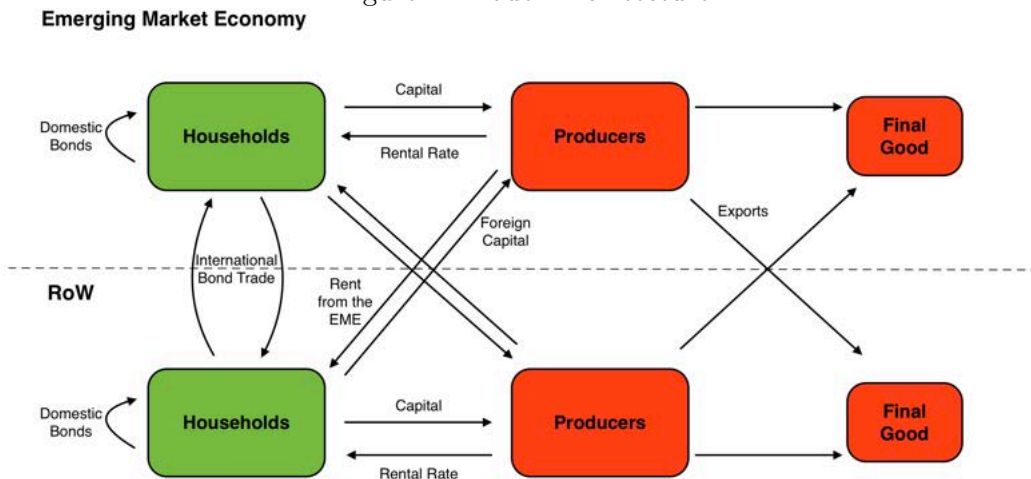 Emerging Market Economy
Capital
Domestic
Bonds
Households
Producers
Final
Good
Rental Rate
Foreign
Capital
Exports
International
Bond Trade
RoW
Rent
from the
EME
Domestic
Bonds
Households
Capital
Producers
Final
Good
Rental Rate